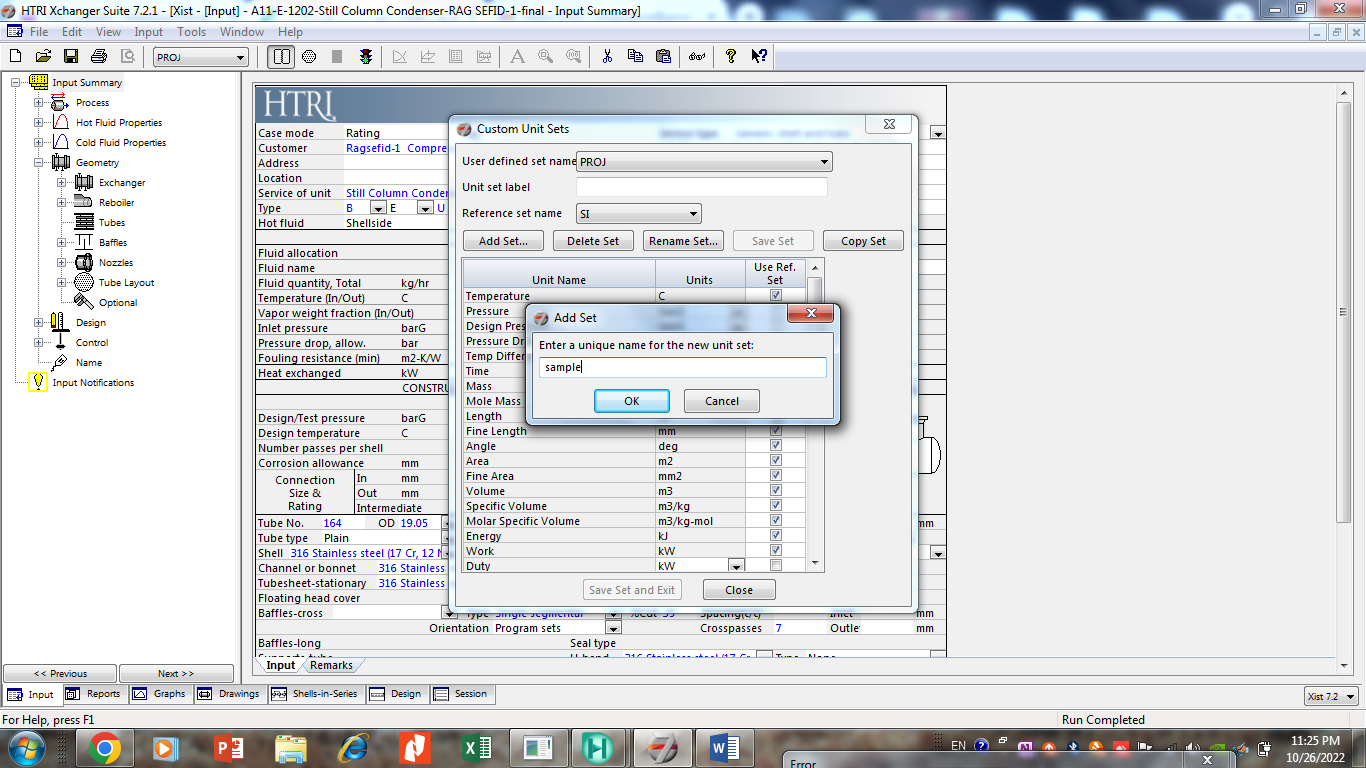 HTRI Xchanger Suite 7.2.1 - [Xist - [Input] - A11-E-1202-Still Column Condenser-RAG SEFID-1-final - Input Summary]
File Edit View Input Tools Window Help
PROJ
Input Summary
Process
Hot Fluid Properties
Cold Fluid Properties
Geometry
Exchanger
Reboiler
Tubes
Baffles
Nozzles
Tube Layout
Optional
Design
Control
Name
Input Notifications
<< Previous Next >>
HTRI
Case mode Rating
Customer Ragsefid-1 Compre
Address
Location
Service of unit Still Column Conden
Type B E U
Hot fluid Shellside
Fluid allocation
Fluid name
Fluid quantity, Total kg/hr
Temperature (In/Out) C
Vapor weight fraction (In/Out)
Inlet pressure barG
Pressure drop, allow. bar
Fouling resistance (min) m2-K/W
Heat exchanged kW
CONSTRU
Design/Test pressure barG
Design temperature C
Number passes per shell
Corrosion allowance mm
Connection Size & Rating
In mm
Out mm
Intermediate
Tube No. 164 OD 19.05 mm
Tube type Plain
Shell 316 Stainless steel (17 Cr, 12 N
Channel or bonnet 316 Stainless
Tubesheet-stationary 316 Stainless
Floating head cover
Baffles-cross Type Single segmental %Cut 35 Spacing(c/c) Inlet mm
Orientation Program sets Crosspasses 7 Outle mm
Baffles-long Seal type
Supports-tube U-bend 316 Stainless steel (17 Cr, Type None
Input Remarks
Custom Unit Sets
User defined set name PROJ
Unit set label
Reference set name SI
Add Set... Delete Set Rename Set... Save Set Copy Set
Unit Name Units Use Ref. Set
Temperature C
Pressure
Design Pres
Pressure Dr
Temp Differ
Time
Mass
Mole Mass
Length
Fine Length mm
Angle deg
Area m2
Fine Area mm2
Volume m3
Specific Volume m3/kg
Molar Specific Volume m3/kg-mol
Energy kJ
Work kW
Duty kW
Save Set and Exit Close
Add Set
Enter a unique name for the new unit set:
sample
OK Cancel
Input Reports Graphs Drawings Shells-in-Series Design Session Xist 7.2
For Help, press F1 Run Completed
EN
11:25 PM
10/26/2022
Error